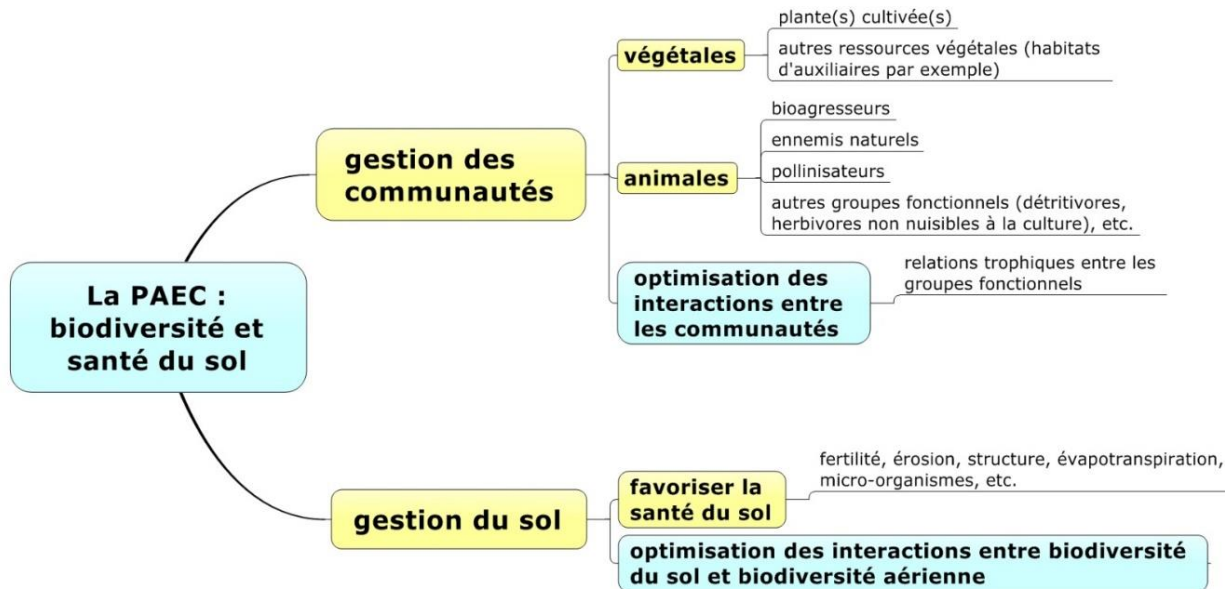 La PAEC :
biodiversité et
santé du sol
gestion des
communautés
végétales
plante(s) cultivée(s)
autres ressources végétales (habitats
d'auxiliaires par exemple)
animales
bioagresseurs
ennemis naturels
pollinisateurs
autres groupes fonctionnels (détritivores,
herbivores non nuisibles à la culture), etc.
optimisation des
interactions entre
les communautés
relations trophiques entre les
groupes fonctionnels
gestion du sol
favoriser la
santé du sol
fertilité, érosion, structure, évapotranspiration,
micro-organismes, etc.
optimisation des interactions entre biodiversité
du sol et biodiversité aérienne